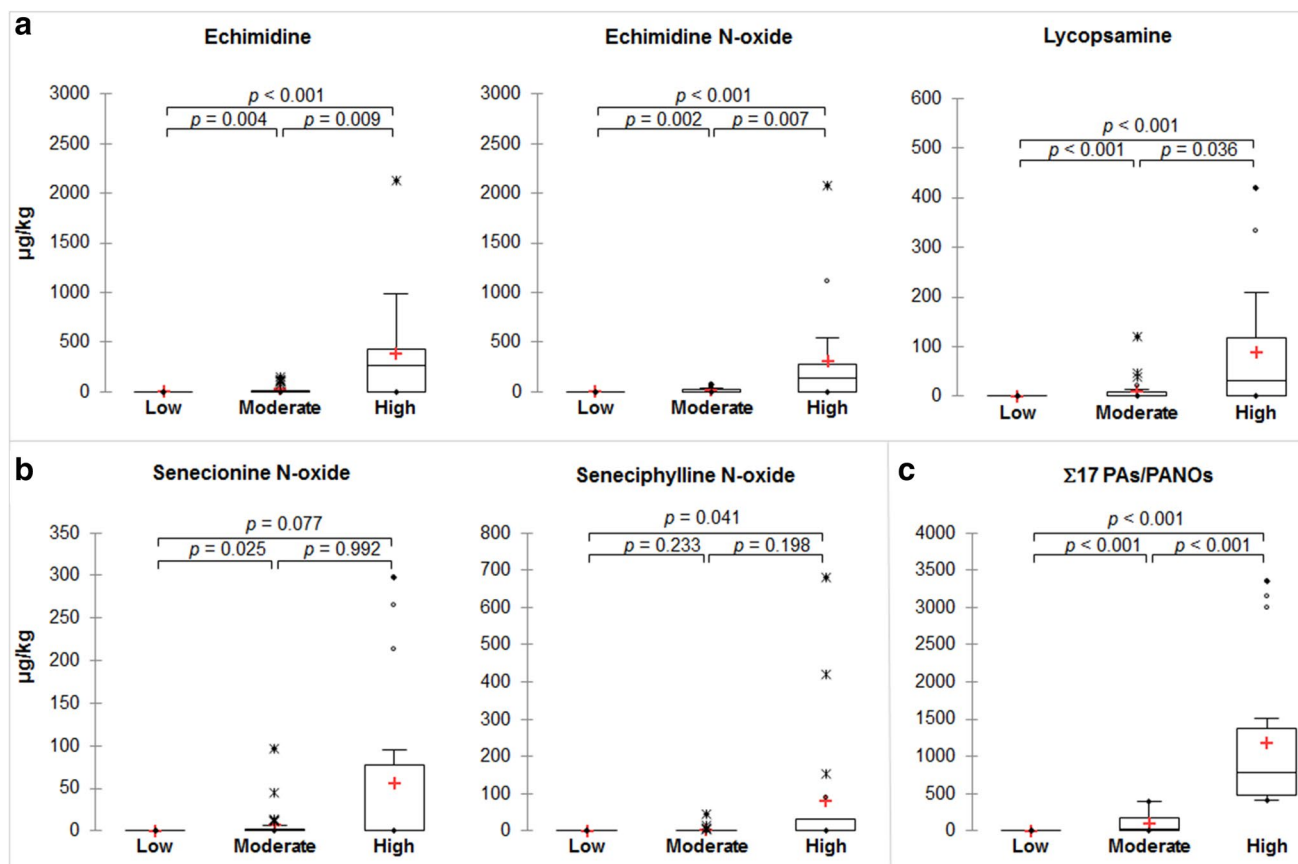 a
Echimidine
Echimidine N-oxide
Lycopsamine
µg/kg
3000
2500
2000
1500
1000
500
0
p < 0.001
p = 0.004
p = 0.009
Low Moderate High
3000
2500
2000
1500
1000
500
0
p < 0.001
p = 0.002
p = 0.007
Low Moderate High
600
500
400
300
200
100
0
p < 0.001
p < 0.001
p = 0.036
Low Moderate High
b
Senecionine N-oxide
Seneciphylline N-oxide
µg/kg
350
300
250
200
150
100
50
0
p = 0.077
p = 0.025
p = 0.992
Low Moderate High
800
700
600
500
400
300
200
100
0
p = 0.041
p = 0.233
p = 0.198
Low Moderate High
c
Σ17 PAs/PANOs
4000
3500
3000
2500
2000
1500
1000
500
0
p < 0.001
p < 0.001
p < 0.001
Low Moderate High